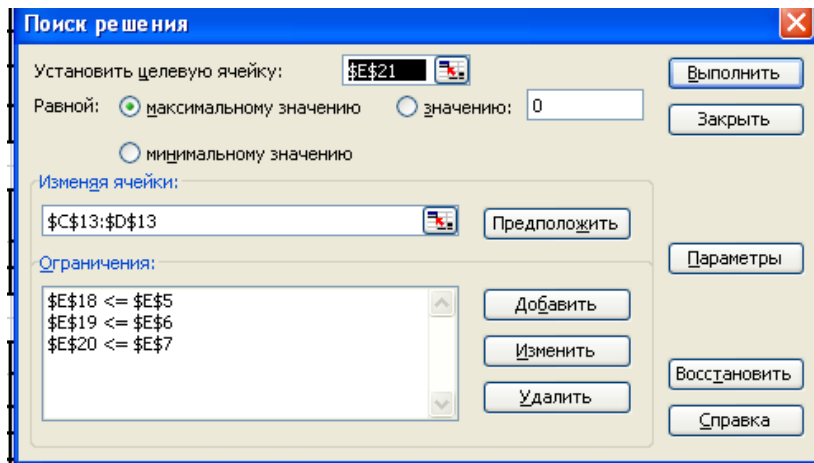 Поиск решения
Установить целевую ячейку: $E$21 Выполнить
Равной: максимальному значению значению: 0 Закрыть
минимальному значению
Изменяя ячейки:
$C$13:$D$13 Предположить
Ограничения: Параметры
$E$18 <= $E$5 Добавить
$E$19 <= $E$6
$E$20 <= $E$7 Изменить
Восстановить
Удалить
Справка